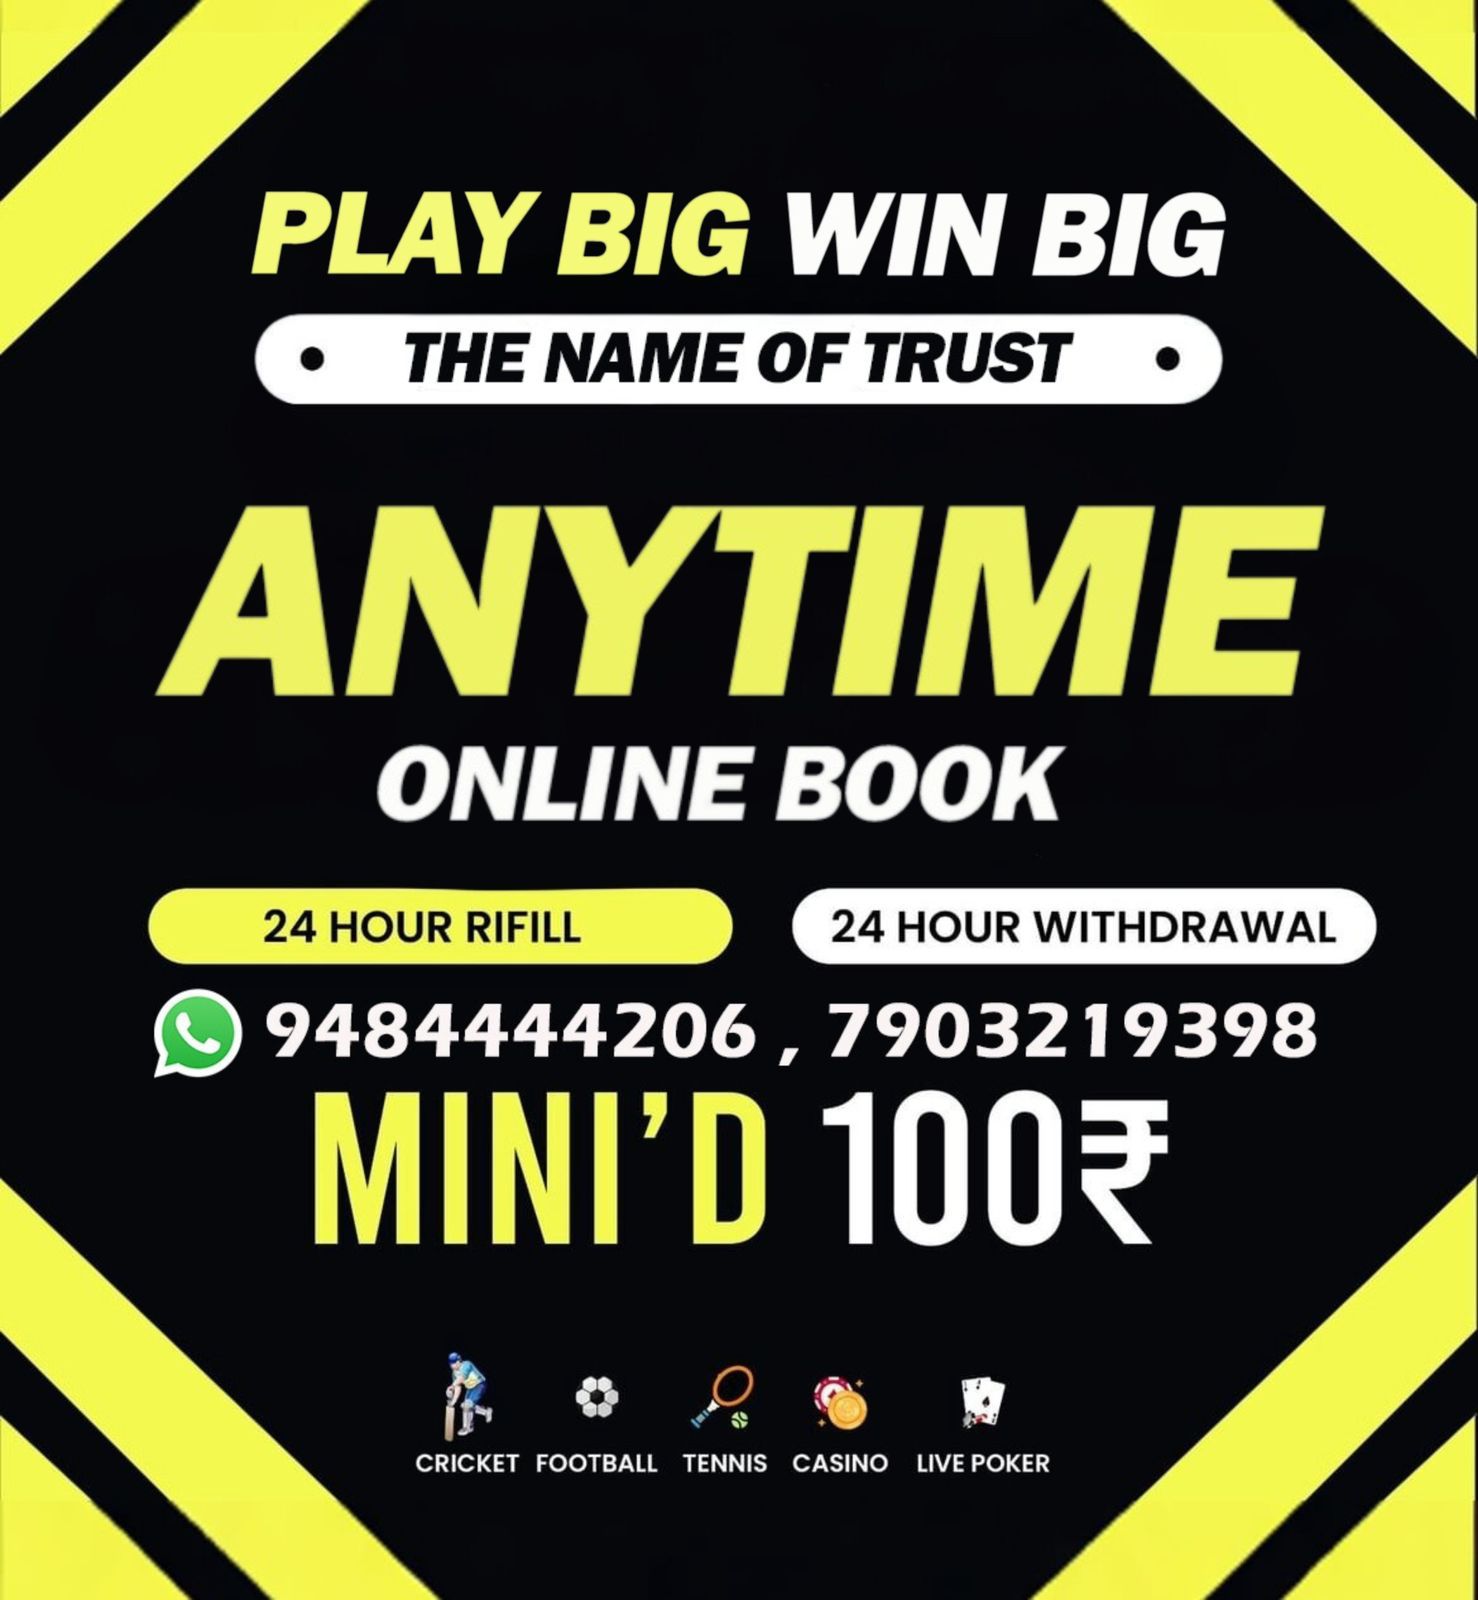 PLAY BIG WIN BIG
THE NAME OF TRUST
ANYTIME
ONLINE BOOK
24 HOUR RIFILL 24 HOUR WITHDRAWAL
9484444206 , 7903219398
MINI'D 100₹
CRICKET FOOTBALL TENNIS CASINO LIVE POKER